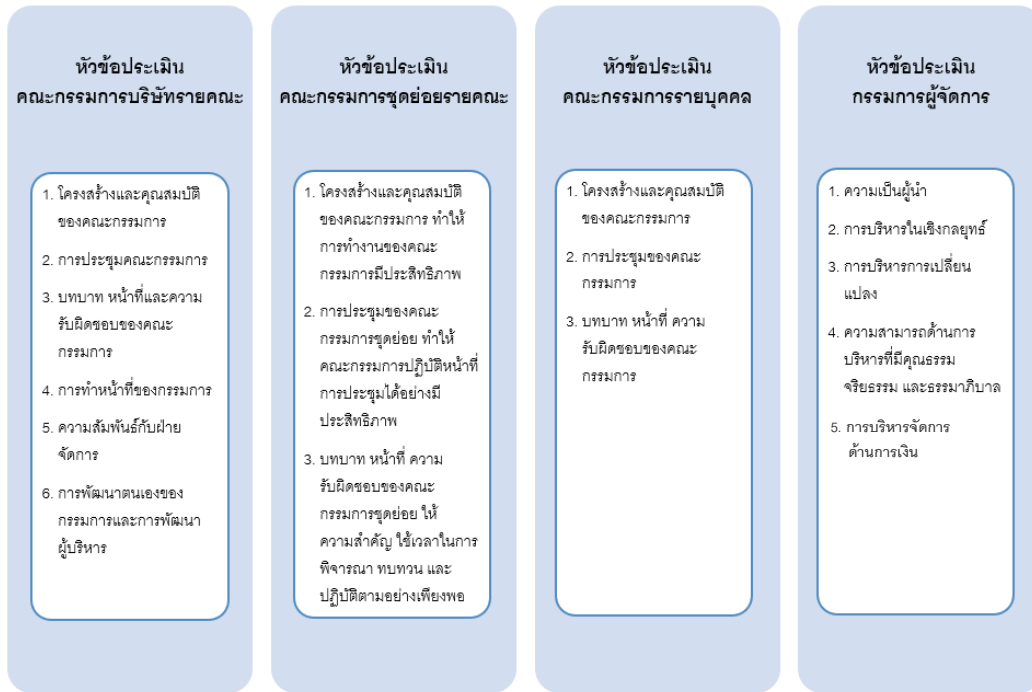 หัวข้อประเมิน
คณะกรรมการบริษัทรายคณะ
1. โครงสร้างและคุณสมบัติ
ของคณะกรรมการ
2. การประชุมคณะกรรมการ
3. บทบาท หน้าที่และความ
รับผิดชอบของคณะ
กรรมการ
4. การทำหน้าที่ของกรรมการ
5. ความสัมพันธ์กับฝ่าย
จัดการ
6. การพัฒนาตนเองของ
กรรมการและการพัฒนา
ผู้บริหาร
หัวข้อประเมิน
คณะกรรมการชุดย่อยรายคณะ
1. โครงสร้างและคุณสมบัติ
ของคณะกรรมการ ทำให้
การทำงานของคณะ
กรรมการมีประสิทธิภาพ
2. การประชุมของคณะ
กรรมการชุดย่อย ทำให้
คณะกรรมการปฏิบัติหน้าที่
การประชุมได้อย่างมี
ประสิทธิภาพ
3. บทบาท หน้าที่ ความ
รับผิดชอบของคณะ
กรรมการชุดย่อย ให้
ความสำคัญ ใช้เวลาในการ
พิจารณา ทบทวน และ
ปฏิบัติตามอย่างเพียงพอ
หัวข้อประเมิน
คณะกรรมการรายบุคคล
1. โครงสร้างและคุณสมบัติ
ของคณะกรรมการ
2. การประชุมของคณะ
กรรมการ
3. บทบาท หน้าที่ ความ
รับผิดชอบของคณะ
กรรมการ
หัวข้อประเมิน
กรรมการผู้จัดการ
1. ความเป็นผู้นำ
2. การบริหารในเชิงกลยุทธ์
3. การบริหารการเปลี่ยน
แปลง
4. ความสามารถด้านการ
บริหารที่มีคุณธรรม
จริยธรรม และธรรมาภิบาล
5. การบริหารจัดการ
ด้านการเงิน